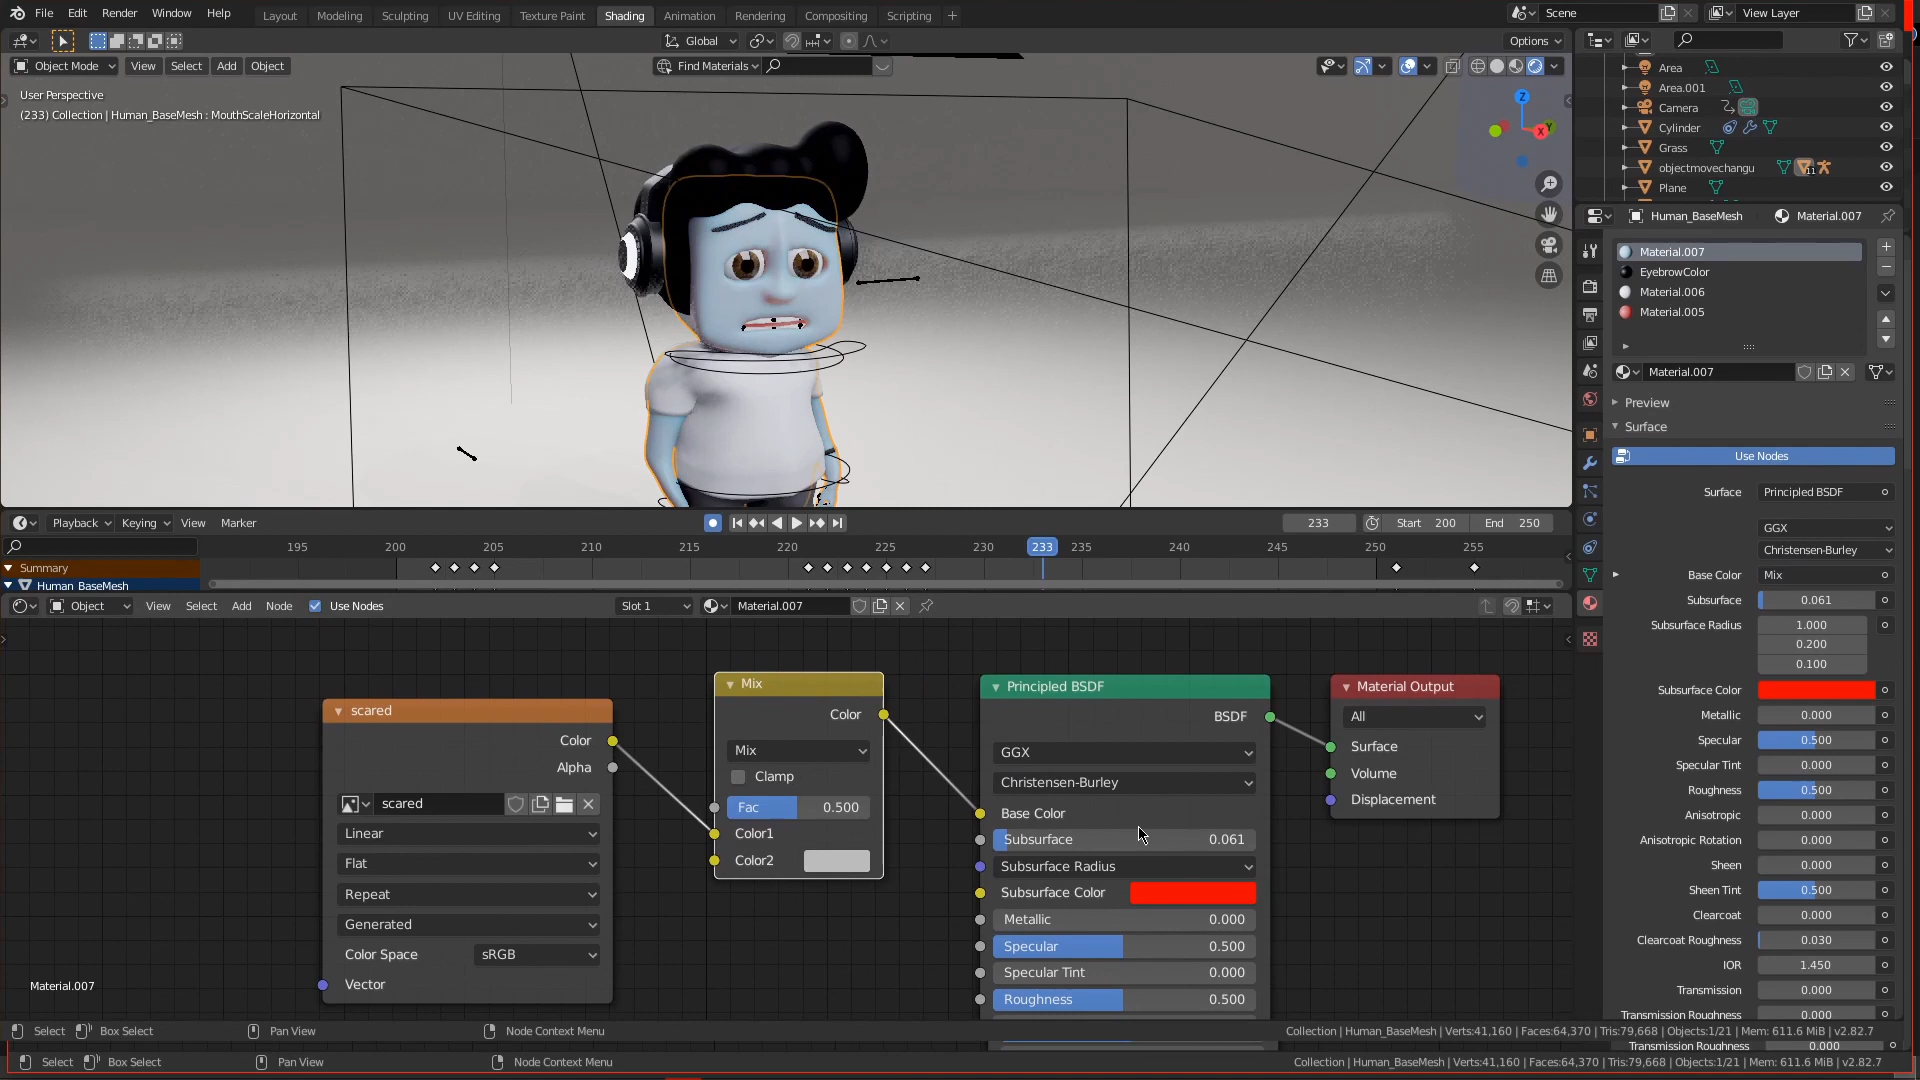 File Edit Render Window Help Layout Modeling Sculpting UV Editing Texture Paint Shading Animation Rendering Compositing Scripting + Scene View Layer
Global Options
Object Mode View Select Add Object Find Materials
User Perspective
(233) Collection | Human_BaseMesh : MouthScaleHorizontal
Z
X
Y
Area
Area.001
Camera
Cylinder
Grass
objectmovechangu 11
Plane
Human_BaseMesh Material.007
Material.007
EyebrowColor
Material.006
Material.005
Material.007
Preview
Surface
Use Nodes
Surface Principled BSDF
GGX
Christensen-Burley
Base Color Mix
Subsurface 0.061
Subsurface Radius 1.000
0.200
0.100
Subsurface Color
Metallic 0.000
Specular 0.500
Specular Tint 0.000
Roughness 0.500
Anisotropic 0.000
Anisotropic Rotation 0.000
Sheen 0.000
Sheen Tint 0.500
Clearcoat 0.000
Clearcoat Roughness 0.030
IOR 1.450
Transmission 0.000
Transmission Roughness 0.000
Transmission Roughness 0.000
Playback Keying View Marker 233 Start 200 End 250
195 200 205 210 215 220 225 230 233 235 240 245 250 255
Summary
Human_BaseMesh
Object View Select Add Node Use Nodes Slot 1 Material.007
scared
Color
Alpha
scared
Linear
Flat
Repeat
Generated
Color Space sRGB
Vector
Mix
Color
Mix
Clamp
Fac 0.500
Color1
Color2
Principled BSDF
BSDF
GGX
Christensen-Burley
Base Color
Subsurface 0.061
Subsurface Radius
Subsurface Color
Metallic 0.000
Specular 0.500
Specular Tint 0.000
Roughness 0.500
Material Output
All
Surface
Volume
Displacement
Material.007
Select Box Select Pan View Node Context Menu Collection | Human_BaseMesh | Verts:41,160 | Faces:64,370 | Tris:79,668 | Objects:1/21 | Mem: 611.6 MiB | v2.82.7
Select Box Select Pan View Node Context Menu Collection | Human_BaseMesh | Verts:41,160 | Faces:64,370 | Tris:79,668 | Objects:1/21 | Mem: 611.6 MiB | v2.82.7